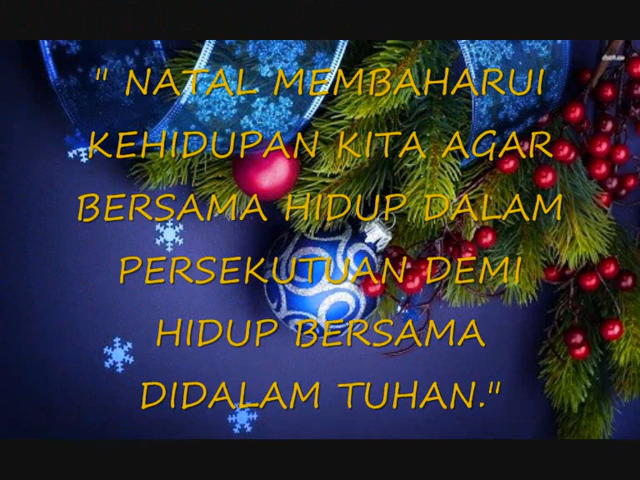 " NATAL MEMBAHARUI
KEHIDUPAN KITA AGAR
BERSAMA HIDUP DALAM
PERSEKUTUAN DEMI
HIDUP BERSAMA
DIDALAM TUHAN."